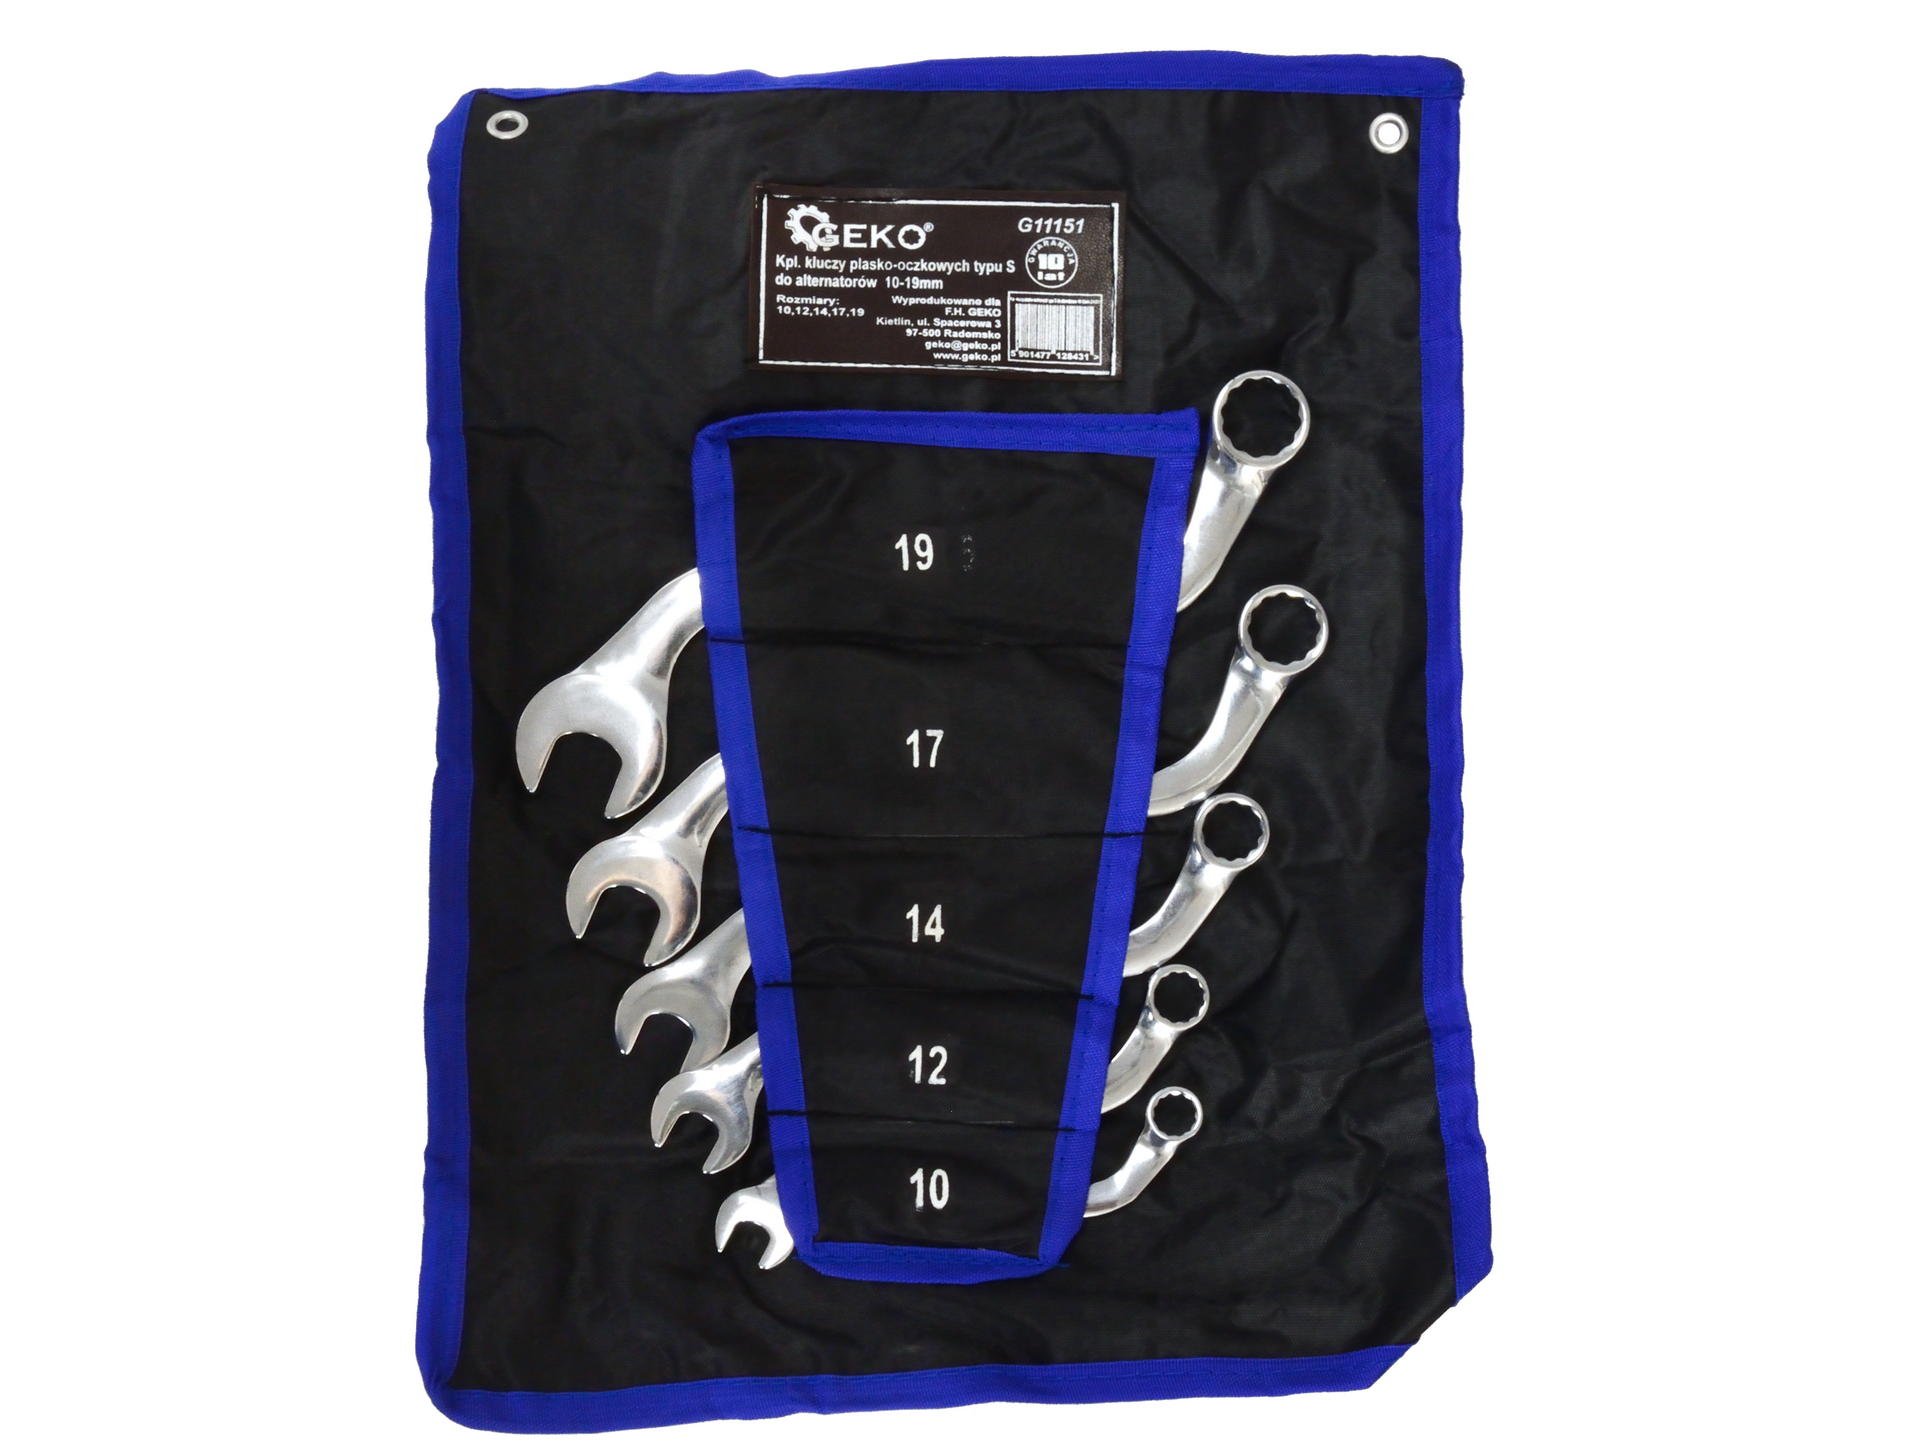 GEKO®
G11151
GWARANCJA
10
lat
Kpl. kluczy plasko-oczkowych typu S
do alternatorów 10-19mm
Rozmiary:
10,12,14,17,19
Wyprodukowane dla
F.H. GEKO
Kietlin, ul. Spacerowa 3
97-500 Radomsko
geko@geko.pl
www.geko.pl
5 901477 128431 >
19
17
14
12
10